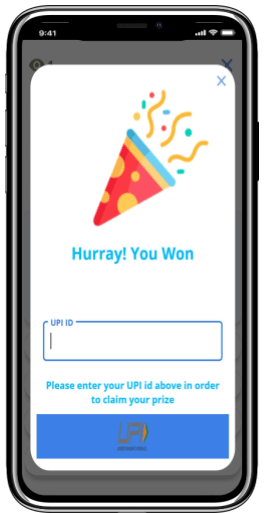 9:41
Hurray! You Won
UPI ID
Please enter your UPI id above in order
to claim your prize
UPI